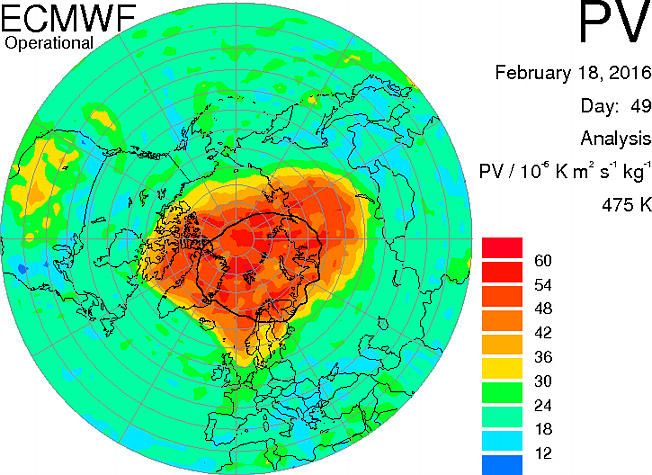 ECMWF
Operational
PV
February 18, 2016
Day: 49
Analysis
PV / 10⁻⁶ K m² s⁻¹ kg⁻¹
475 K
60
54
48
42
36
30
24
18
12